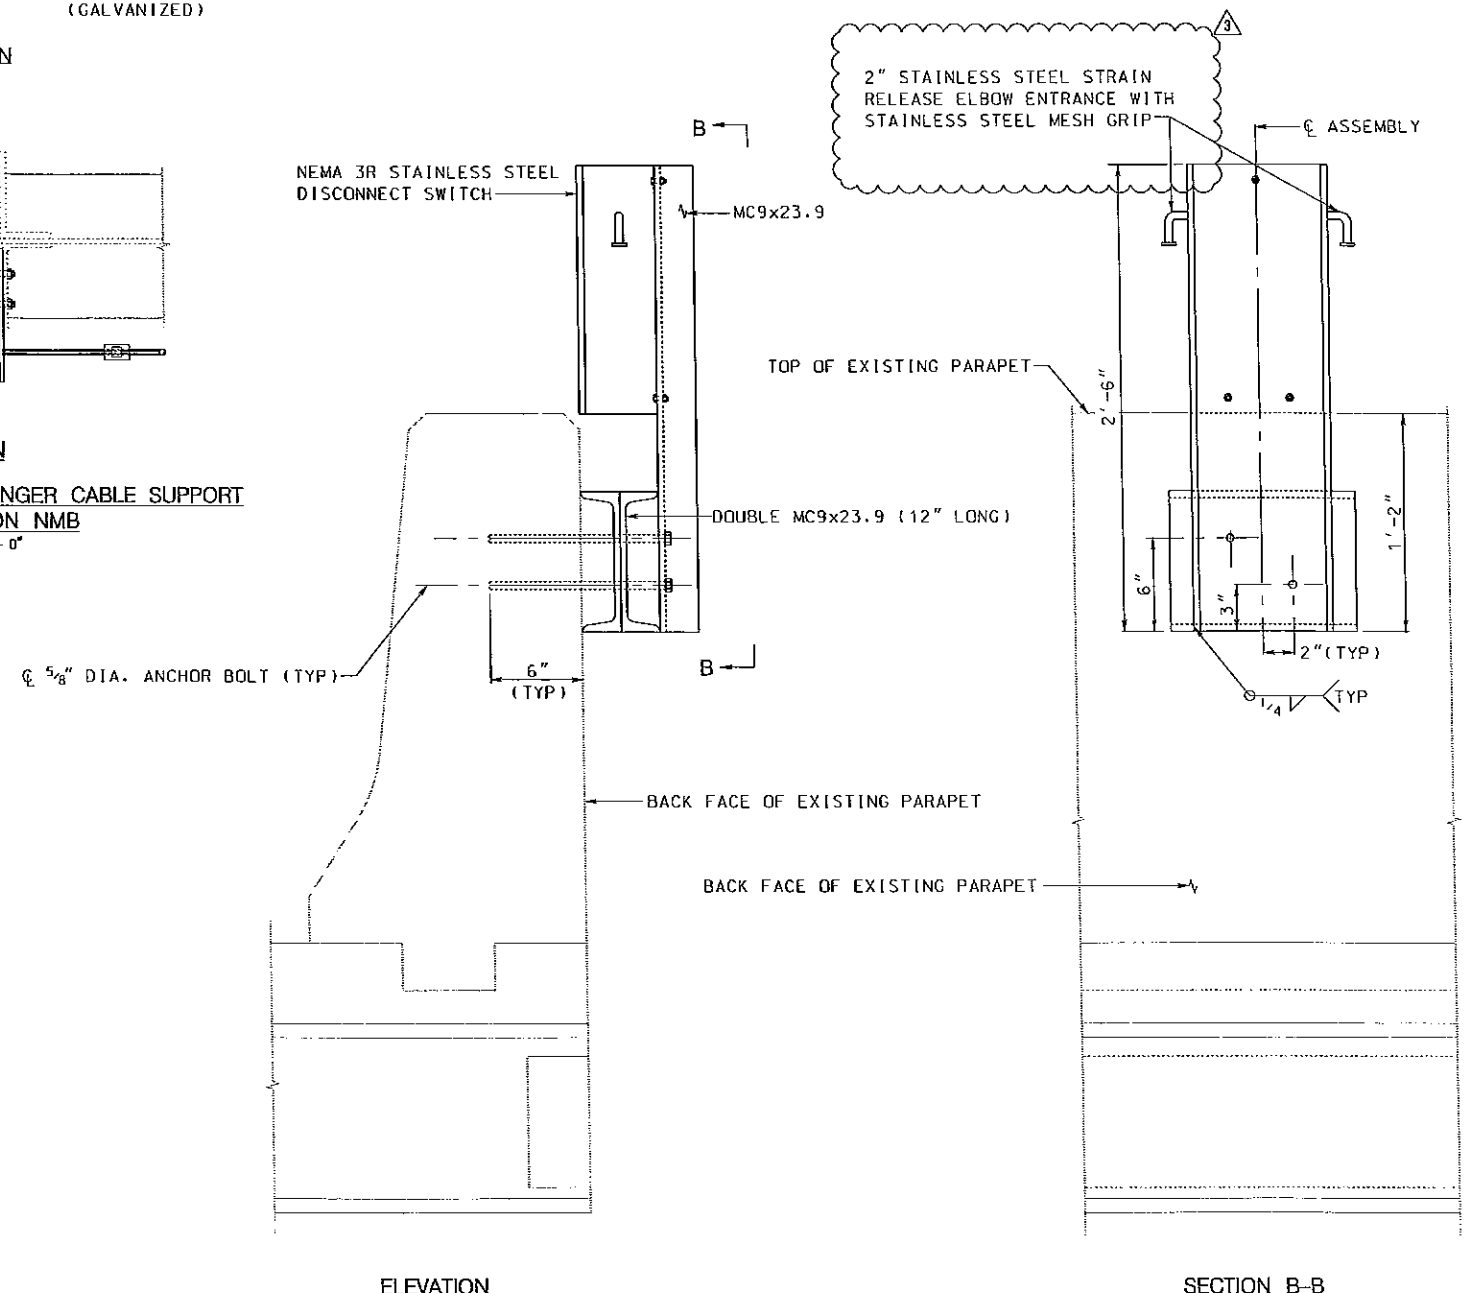 (GALVANIZED)
N
3
2" STAINLESS STEEL STRAIN
RELEASE ELBOW ENTRANCE WITH
STAINLESS STEEL MESH GRIP
B
℄ ASSEMBLY
NEMA 3R STAINLESS STEEL
DISCONNECT SWITCH
MC9x23.9
TOP OF EXISTING PARAPET
2'-6"
N
NGER CABLE SUPPORT
ON NMB
-0"
DOUBLE MC9x23.9 (12" LONG)
1'-2"
6"
3"
2"(TYP)
B
℄ 5/8" DIA. ANCHOR BOLT (TYP)
6"
(TYP)
1/4
TYP
BACK FACE OF EXISTING PARAPET
BACK FACE OF EXISTING PARAPET
ELEVATION
SECTION B-B